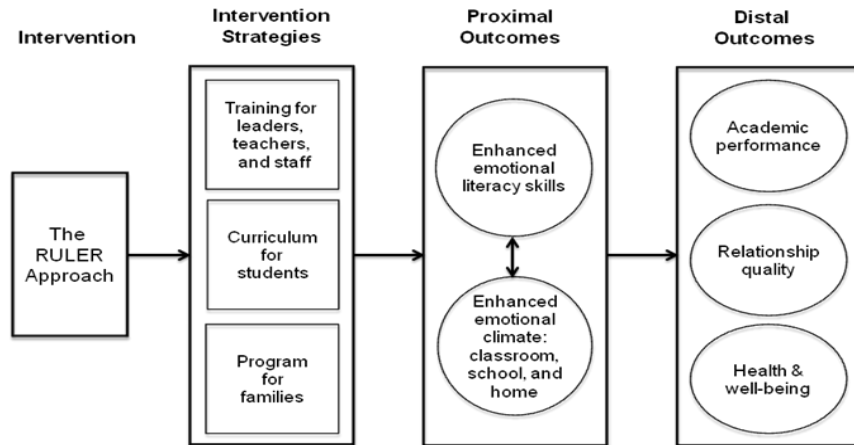 Intervention
Intervention
Strategies
Proximal
Outcomes
Distal
Outcomes
The
RULER
Approach
Training for
leaders,
teachers,
and staff
Curriculum
for
students
Program
for
families
Enhanced
emotional
literacy skills
Enhanced
emotional
climate:
classroom,
school, and
home
Academic
performance
Relationship
quality
Health &
well-being